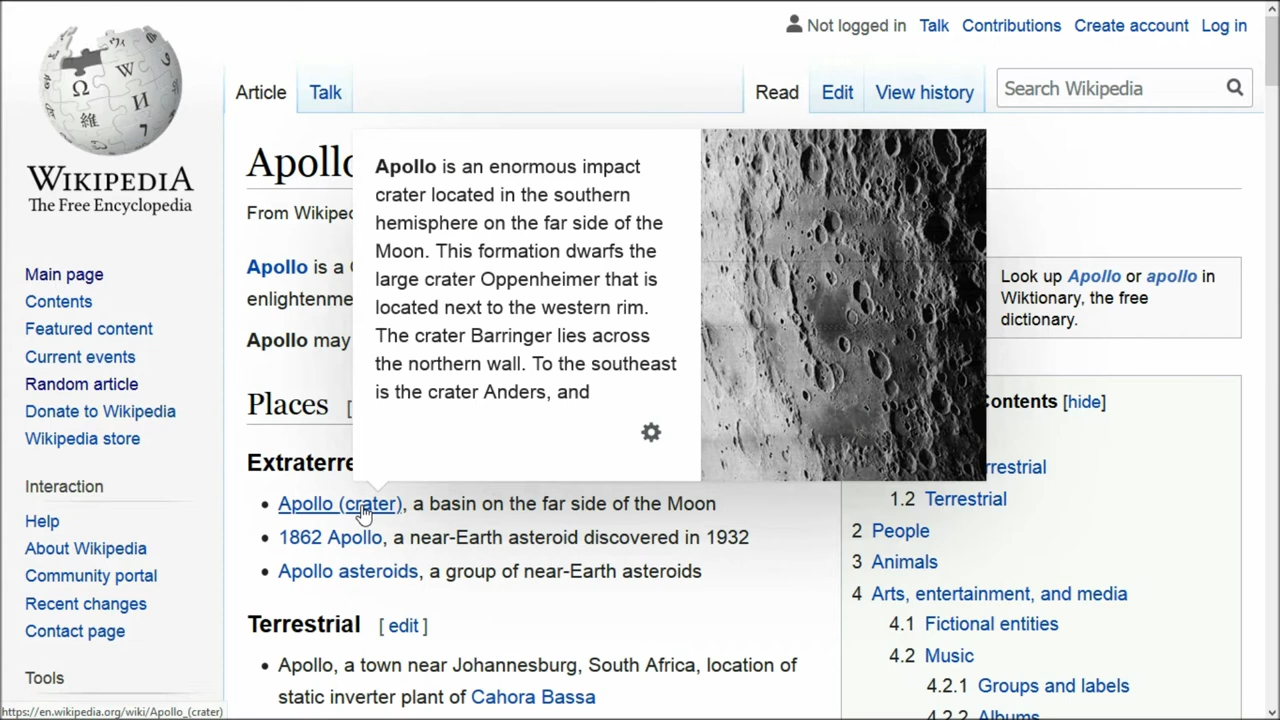 Not logged in Talk Contributions Create account Log in
Article Talk Read Edit View history Search Wikipedia
WIKIPEDIA
The Free Encyclopedia
Main page
Contents
Featured content
Current events
Random article
Donate to Wikipedia
Wikipedia store
Interaction
Help
About Wikipedia
Community portal
Recent changes
Contact page
Tools
https://en.wikipedia.org/wiki/Apollo_(crater)
Apollo
From Wikipe
Apollo is a
enlightenme
Apollo may
Apollo is an enormous impact
crater located in the southern
hemisphere on the far side of the
Moon. This formation dwarfs the
large crater Oppenheimer that is
located next to the western rim.
The crater Barringer lies across
the northern wall. To the southeast
is the crater Anders, and
Look up Apollo or apollo in
Wiktionary, the free
dictionary.
Places [
Extraterre
• Apollo (crater), a basin on the far side of the Moon
• 1862 Apollo, a near-Earth asteroid discovered in 1932
• Apollo asteroids, a group of near-Earth asteroids
Terrestrial [ edit ]
• Apollo, a town near Johannesburg, South Africa, location of
static inverter plant of Cahora Bassa
Contents [hide]
rrestrial
1.2 Terrestrial
2 People
3 Animals
4 Arts, entertainment, and media
4.1 Fictional entities
4.2 Music
4.2.1 Groups and labels
4.2.2 Albums